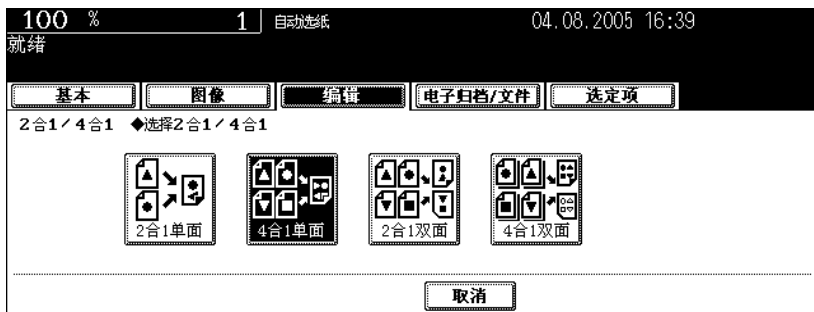 100 % 1 自动选纸 04.08.2005 16:39
就绪
基本 图像 编辑 电子归档/文件 选定项
2合1/4合1 ◆选择2合1/4合1
2合1单面 4合1单面 2合1双面 4合1双面
取消